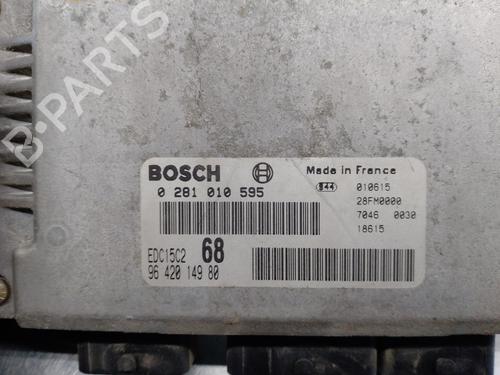 BOSCH
Made in France
0 281 010 595
844 010615
28FM0000
7046 0030
18615
EDC15C2 68
96 420 149 80
B-PARTS